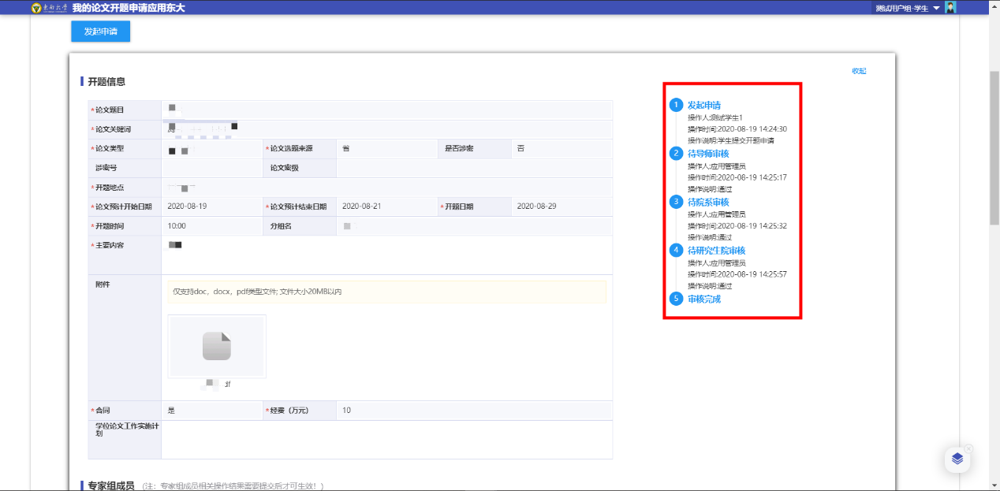 东南大学 我的论文开题申请应用东大 测试用户组 学生
发起申请
收起
开题信息
*论文题目
*论文关键词
*论文类型 *论文选题来源 省 是否涉密 否
涉密号 论文密级
*开题地点
*论文预计开始日期 2020-08-19 *论文预计结束日期 2020-08-21 *开题日期 2020-08-29
*开题时间 10:00 分组名
*主要内容
附件 仅支持doc，docx，pdf类型文件; 文件大小20MB以内
*合同 是 *经费（万元） 10
学位论文工作实施计
划
专家组成员 (注：专家组成员相关操作结果需要提交后才可生效！)
1 发起申请
操作人:测试学生1
操作时间:2020-08-19 14:24:30
操作说明:学生提交开题申请
2 待导师审核
操作人:应用管理员
操作时间:2020-08-19 14:25:17
操作说明:通过
3 待院系审核
操作人:应用管理员
操作时间:2020-08-19 14:25:32
操作说明:通过
4 待研究生院审核
操作人:应用管理员
操作时间:2020-08-19 14:25:57
操作说明:通过
5 审核完成